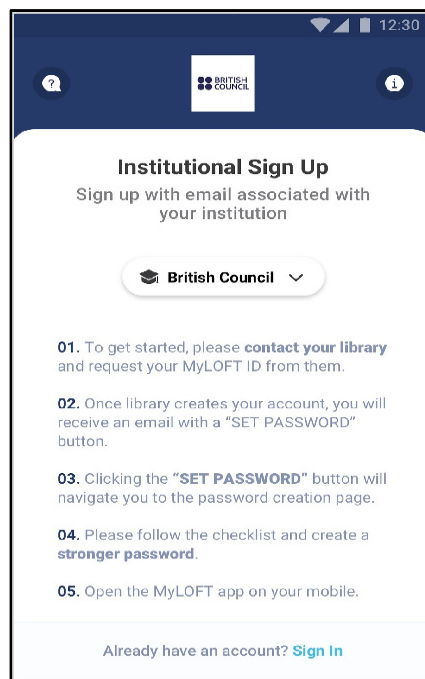 12:30
BRITISH
COUNCIL
Institutional Sign Up
Sign up with email associated with
your institution
British Council
01. To get started, please contact your library
and request your MyLOFT ID from them.
02. Once library creates your account, you will
receive an email with a “SET PASSWORD”
button.
03. Clicking the “SET PASSWORD” button will
navigate you to the password creation page.
04. Please follow the checklist and create a
stronger password.
05. Open the MyLOFT app on your mobile.
Already have an account? Sign In